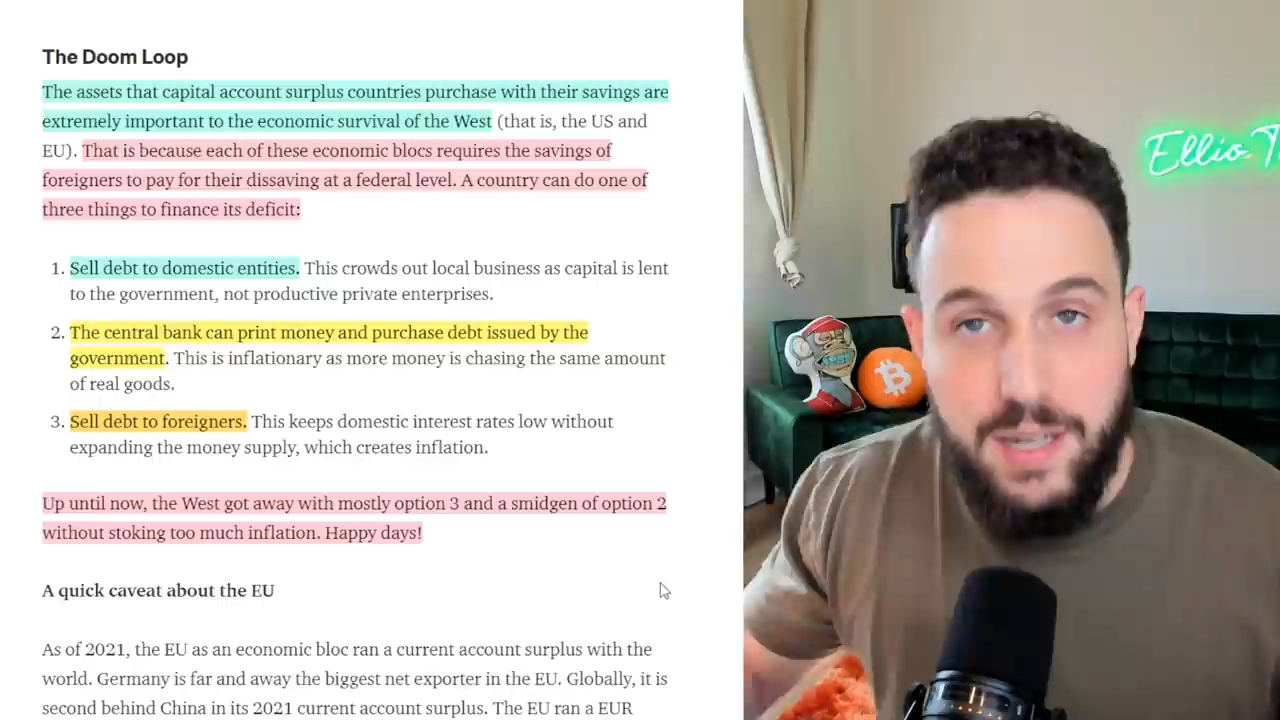 The Doom Loop
The assets that capital account surplus countries purchase with their savings are
extremely important to the economic survival of the West (that is, the US and
EU). That is because each of these economic blocs requires the savings of
foreigners to pay for their dissaving at a federal level. A country can do one of
three things to finance its deficit:
1. Sell debt to domestic entities. This crowds out local business as capital is lent
to the government, not productive private enterprises.
2. The central bank can print money and purchase debt issued by the
government. This is inflationary as more money is chasing the same amount
of real goods.
3. Sell debt to foreigners. This keeps domestic interest rates low without
expanding the money supply, which creates inflation.
Up until now, the West got away with mostly option 3 and a smidgen of option 2
without stoking too much inflation. Happy days!
A quick caveat about the EU
As of 2021, the EU as an economic bloc ran a current account surplus with the
world. Germany is far and away the biggest net exporter in the EU. Globally, it is
second behind China in its 2021 current account surplus. The EU ran a EUR
Ellio T